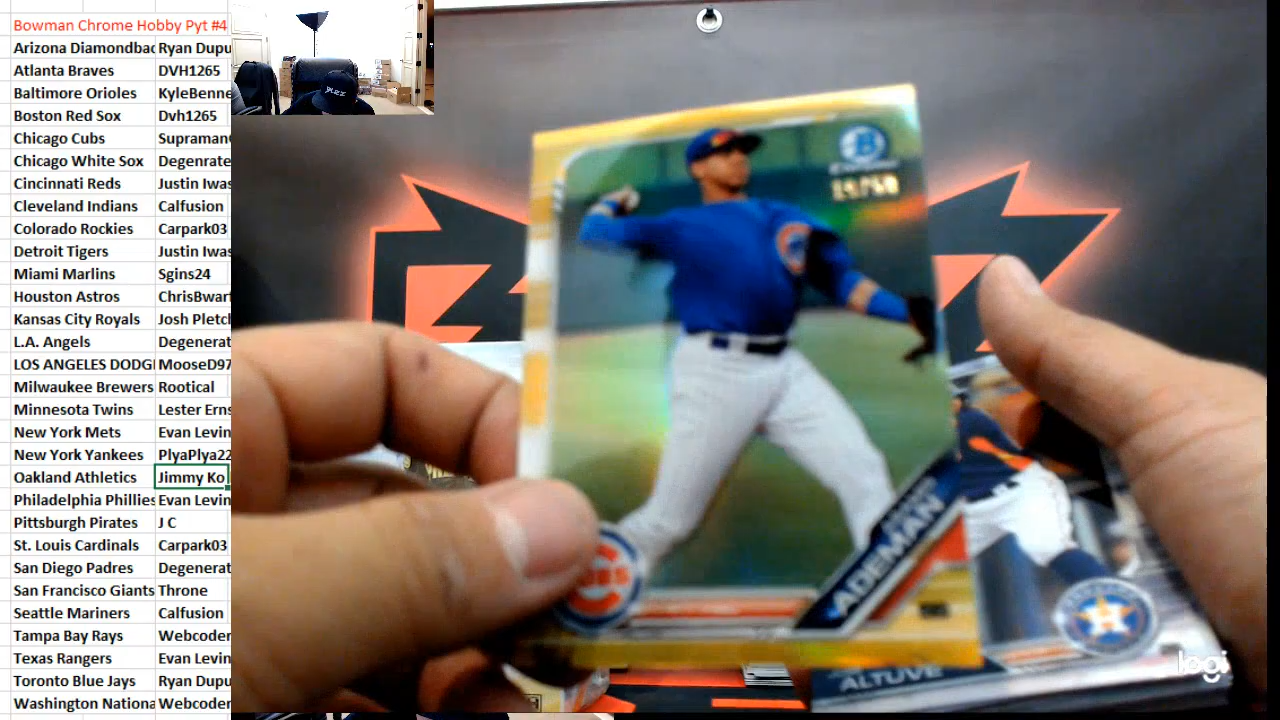 Bowman Chrome Hobby Pyt #4
Arizona Diamondbac Ryan Dupu
Atlanta Braves DVH1265
Baltimore Orioles KyleBenne
Boston Red Sox Dvh1265
Chicago Cubs Supraman
Chicago White Sox Degenrate
Cincinnati Reds Justin Iwas
Cleveland Indians Calfusion
Colorado Rockies Carpark03
Detroit Tigers Justin Iwas
Miami Marlins Sgins24
Houston Astros ChrisBwarf
Kansas City Royals Josh Pletch
L.A. Angels Degenerat
LOS ANGELES DODG MooseD97
Milwaukee Brewers Rootical
Minnesota Twins Lester Erns
New York Mets Evan Levin
New York Yankees PlyaPlya22
Oakland Athletics Jimmy Ko
Philadelphia Phillies Evan Levin
Pittsburgh Pirates J C
St. Louis Cardinals Carpark03
San Diego Padres Degenerat
San Francisco Giants Throne
Seattle Mariners Calfusion
Tampa Bay Rays Webcoder
Texas Rangers Evan Levin
Toronto Blue Jays Ryan Dupu
Washington Nationa Webcoder
ADEMAN
ALTUVE
logi